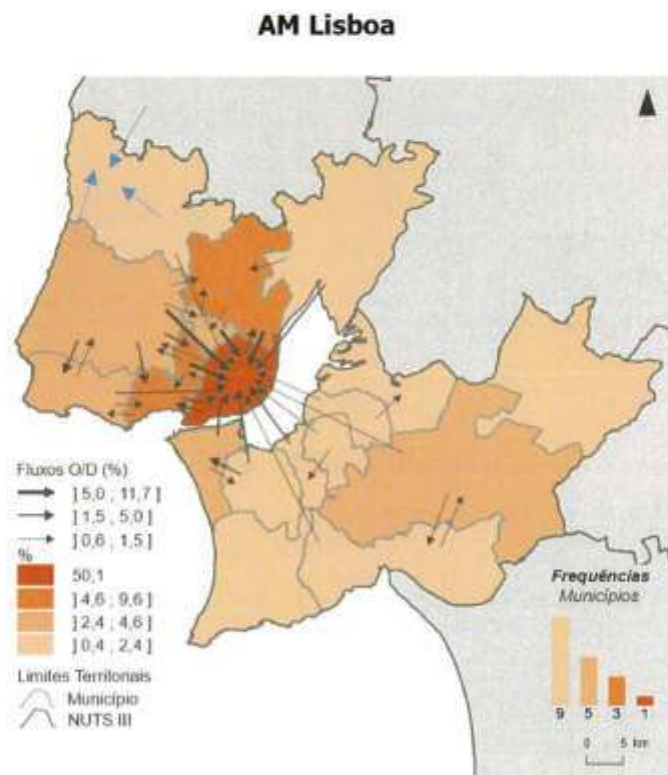 AM Lisboa
Fluxos O/D (%)
] 5,0 ; 11,7 ]
] 1,5 ; 5,0 ]
] 0,6 ; 1,5 ]
%
50,1
] 4,6 ; 9,6 ]
] 2,4 ; 4,6 ]
] 0,4 ; 2,4 ]
Limites Territoriais
Município
NUTS III
Frequências
Municípios
9 5 3 1
0 5 km